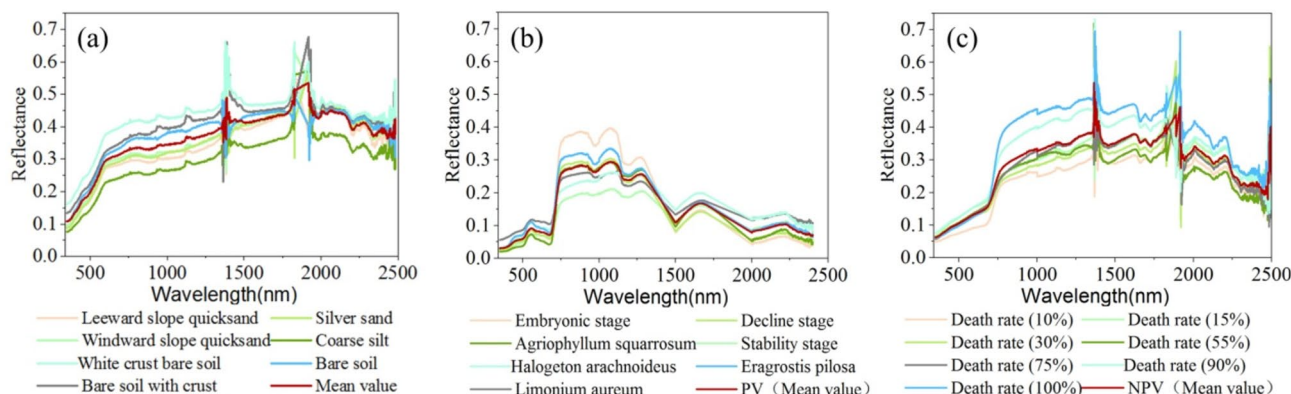 (a)
0.7
0.6
0.5
0.4
0.3
0.2
0.1
0.0
Reflectance
500 1000 1500 2000 2500
Wavelength(nm)
Leeward slope quicksand Silver sand
Windward slope quicksand Coarse silt
White crust bare soil Bare soil
Bare soil with crust Mean value
(b)
0.7
0.6
0.5
0.4
0.3
0.2
0.1
0.0
Reflectance
500 1000 1500 2000 2500
Wavelength(nm)
Embryonic stage Decline stage
Agriophyllum squarrosum Stability stage
Halogeton arachnoideus Eragrostis pilosa
Limonium aureum PV（Mean value）
(c)
0.7
0.6
0.5
0.4
0.3
0.2
0.1
0.0
Reflectance
500 1000 1500 2000 2500
Wavelength(nm)
Death rate (10%) Death rate (15%)
Death rate (30%) Death rate (55%)
Death rate (75%) Death rate (90%)
Death rate (100%) NPV（Mean value）